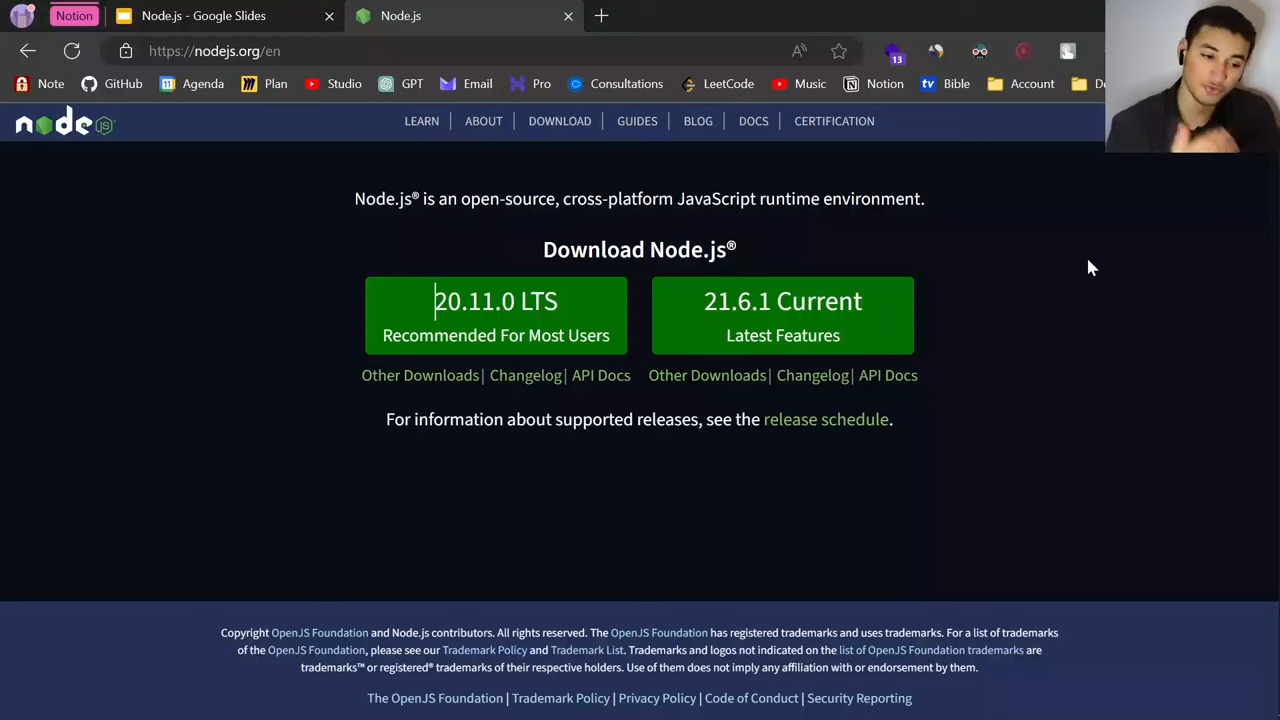 Notion
Node.js - Google Slides
Node.js
https://nodejs.org/en
13
Note
GitHub
Agenda
Plan
Studio
GPT
Email
Pro
Consultations
LeetCode
Music
Notion
Bible
Account
node JS
LEARN
ABOUT
DOWNLOAD
GUIDES
BLOG
DOCS
CERTIFICATION
Node.js® is an open-source, cross-platform JavaScript runtime environment.
Download Node.js®
20.11.0 LTS
Recommended For Most Users
21.6.1 Current
Latest Features
Other Downloads | Changelog | API Docs
Other Downloads | Changelog | API Docs
For information about supported releases, see the release schedule.
Copyright OpenJS Foundation and Node.js contributors. All rights reserved. The OpenJS Foundation has registered trademarks and uses trademarks. For a list of trademarks
of the OpenJS Foundation, please see our Trademark Policy and Trademark List. Trademarks and logos not indicated on the list of OpenJS Foundation trademarks are
trademarks™ or registered® trademarks of their respective holders. Use of them does not imply any affiliation with or endorsement by them.
The OpenJS Foundation | Trademark Policy | Privacy Policy | Code of Conduct | Security Reporting